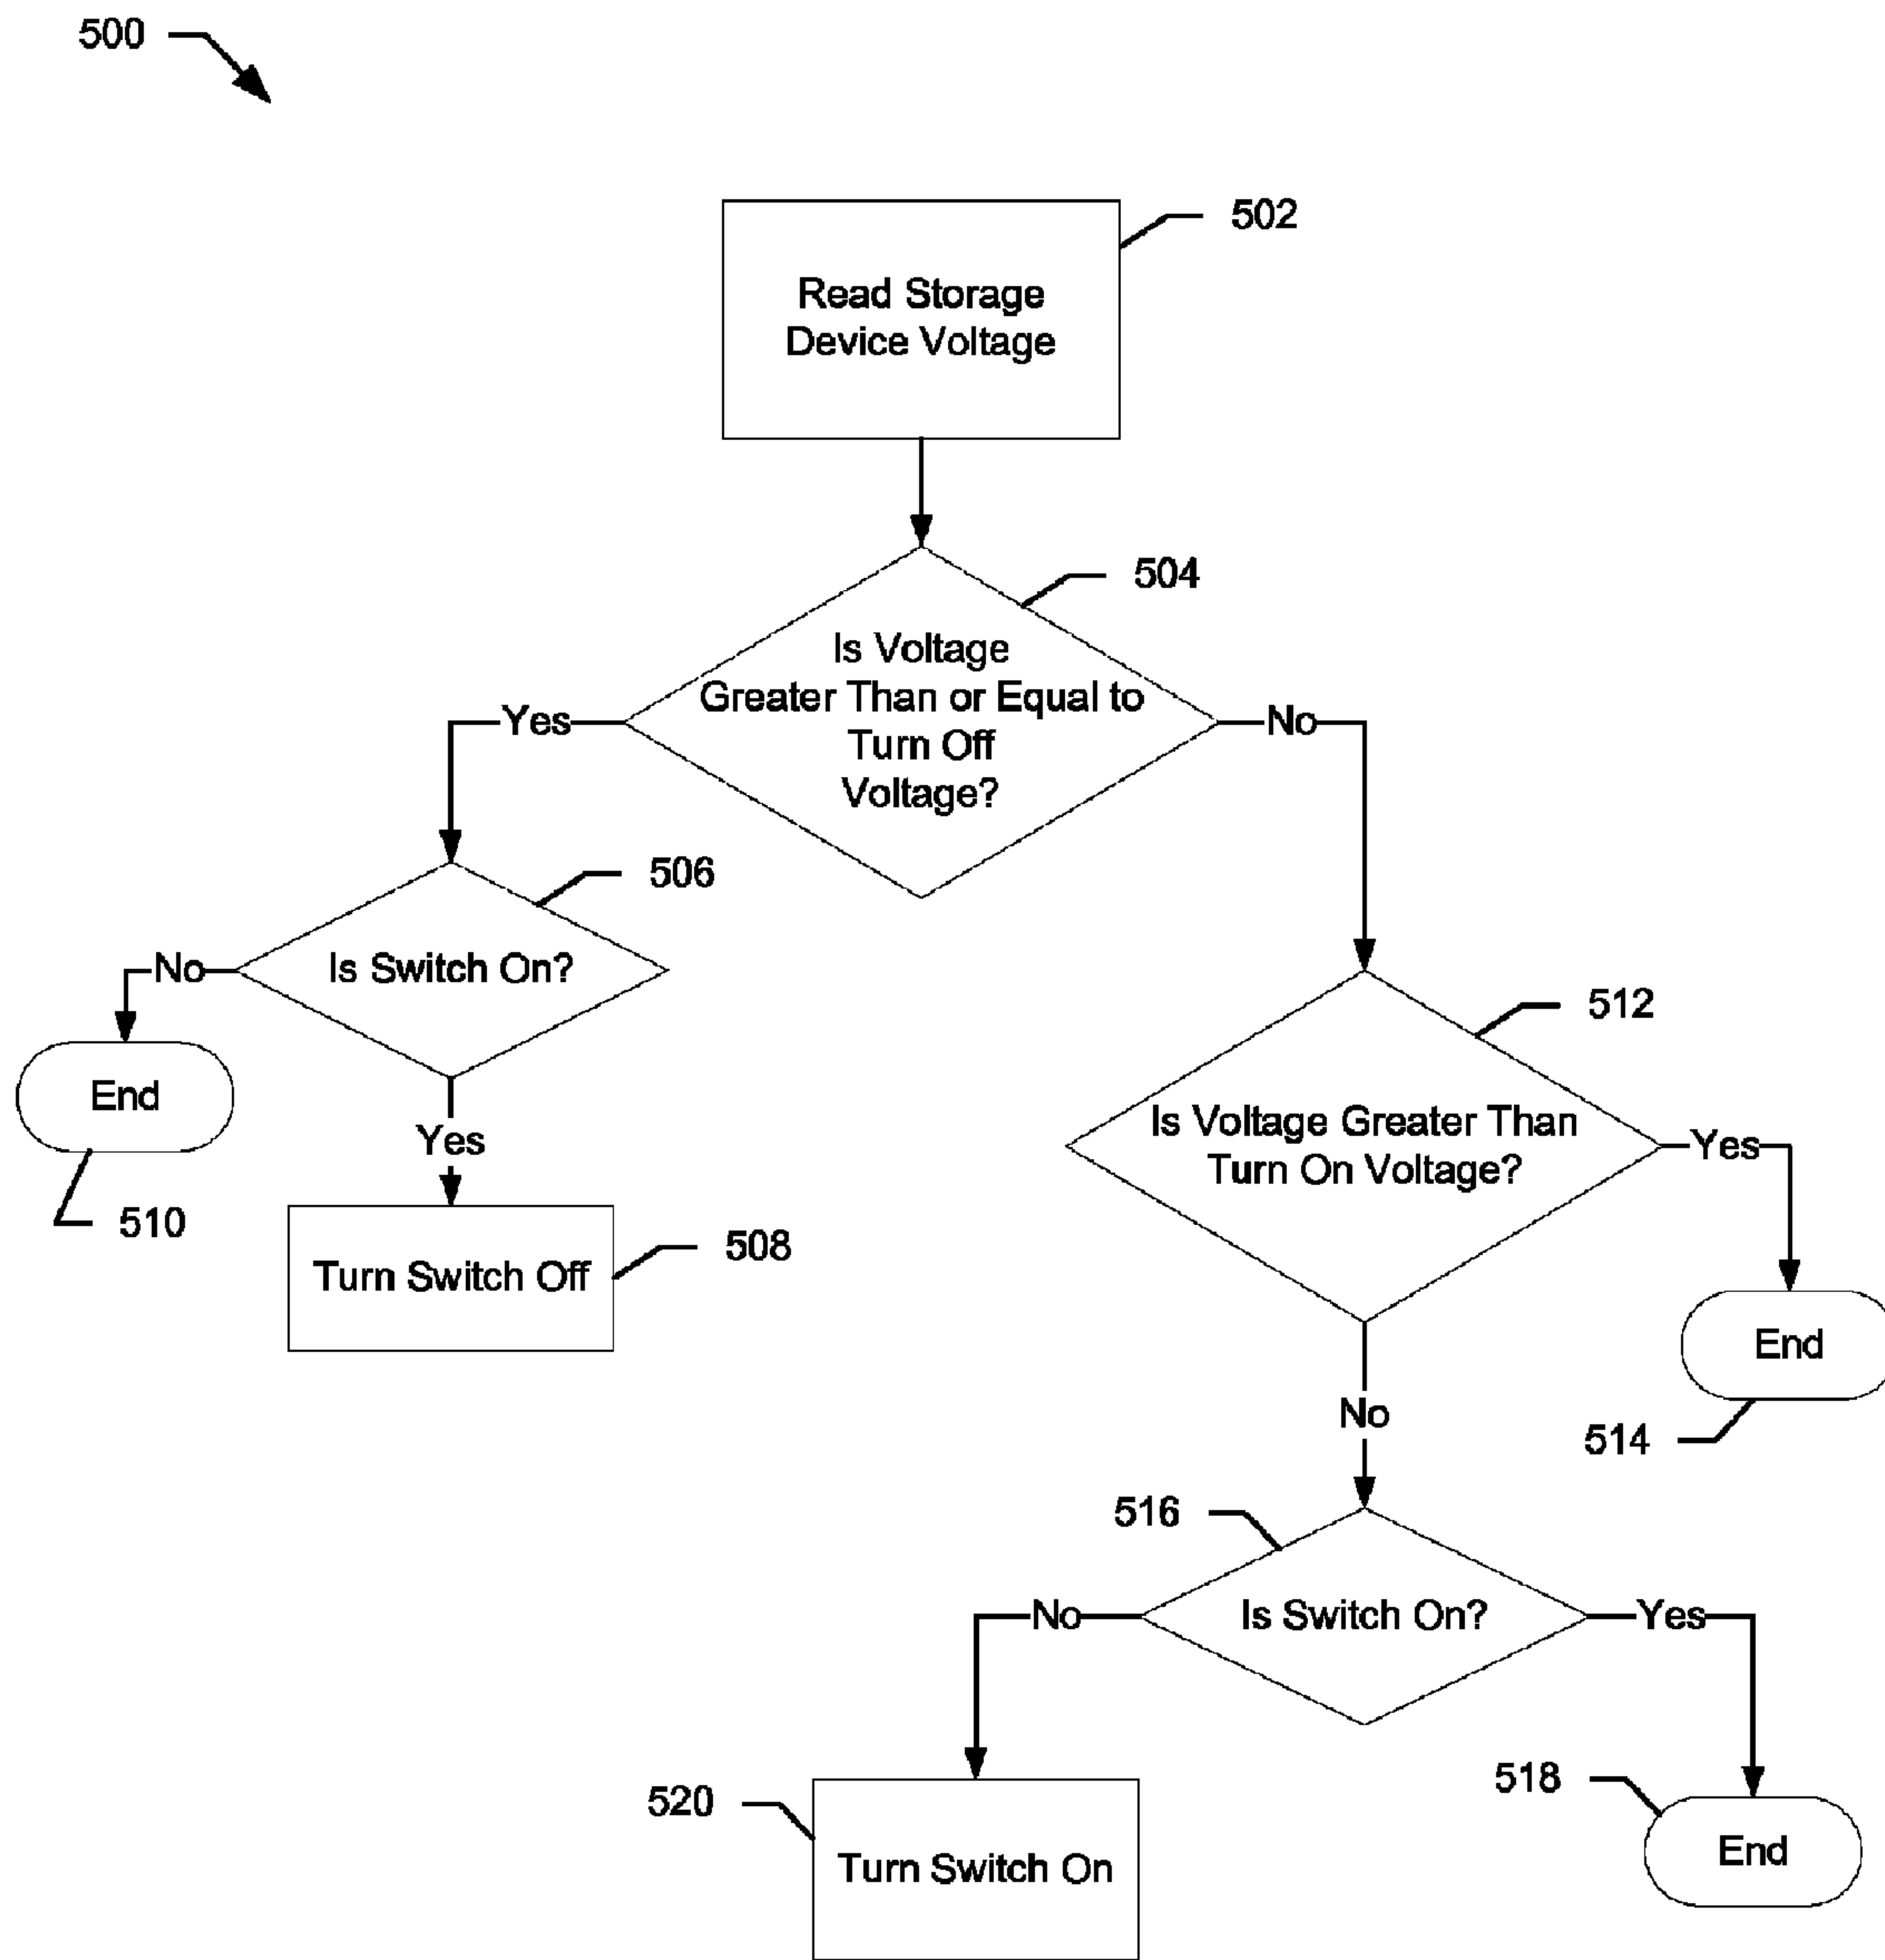 500
502
Read Storage
Device Voltage
504
Is Voltage
Greater Than or Equal to
Turn Off
Voltage?
Yes
No
506
Is Switch On?
No
End
510
Yes
508
Turn Switch Off
512
Is Voltage Greater Than
Turn On Voltage?
Yes
End
514
No
516
Is Switch On?
No
Yes
520
Turn Switch On
518
End